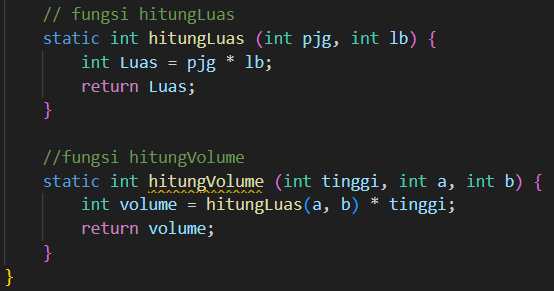 // fungsi hitungLuas
static int hitungLuas (int pjg, int lb) {
int Luas = pjg * lb;
return Luas;
}
//fungsi hitungVolume
static int hitungVolume (int tinggi, int a, int b) {
int volume = hitungLuas(a, b) * tinggi;
return volume;
}
}